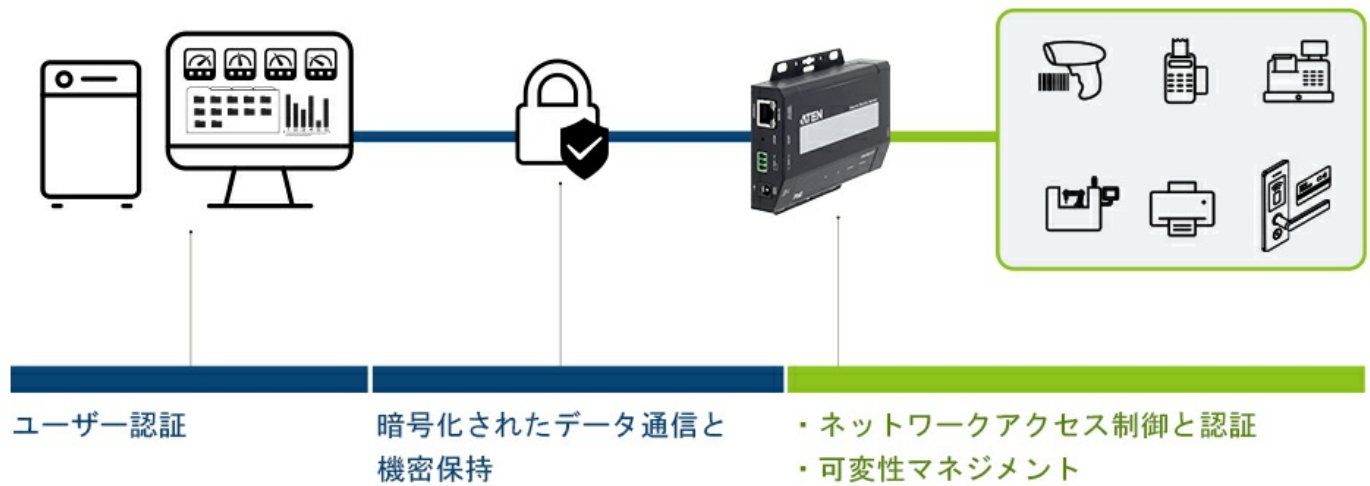 ATEN
ユーザー認証
暗号化されたデータ通信と
機密保持
・ネットワークアクセス制御と認証
・可変性マネジメント